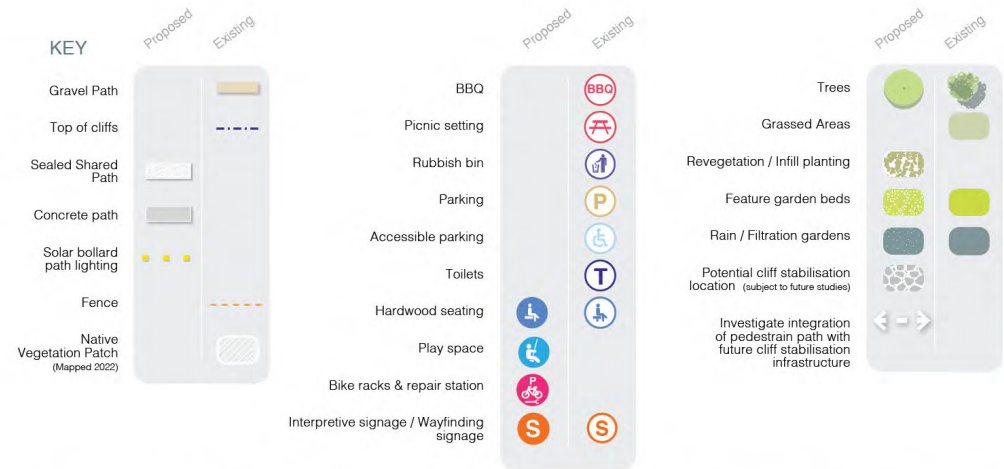 KEY
Proposed
Existing
Gravel Path
Top of cliffs
Sealed Shared
Path
Concrete path
Solar bollard
path lighting
Fence
Native
Vegetation Patch
(Mapped 2022)
Proposed
Existing
BBQ
BBQ
Picnic setting
Rubbish bin
Parking
P
Accessible parking
Toilets
T
Hardwood seating
Play space
Bike racks & repair station
P
Interpretive signage / Wayfinding
signage
S
S
Proposed
Existing
Trees
Grassed Areas
Revegetation / Infill planting
Feature garden beds
Rain / Filtration gardens
Potential cliff stabilisation
location (subject to future studies)
Investigate integration
of pedestrain path with
future cliff stabilisation
infrastructure